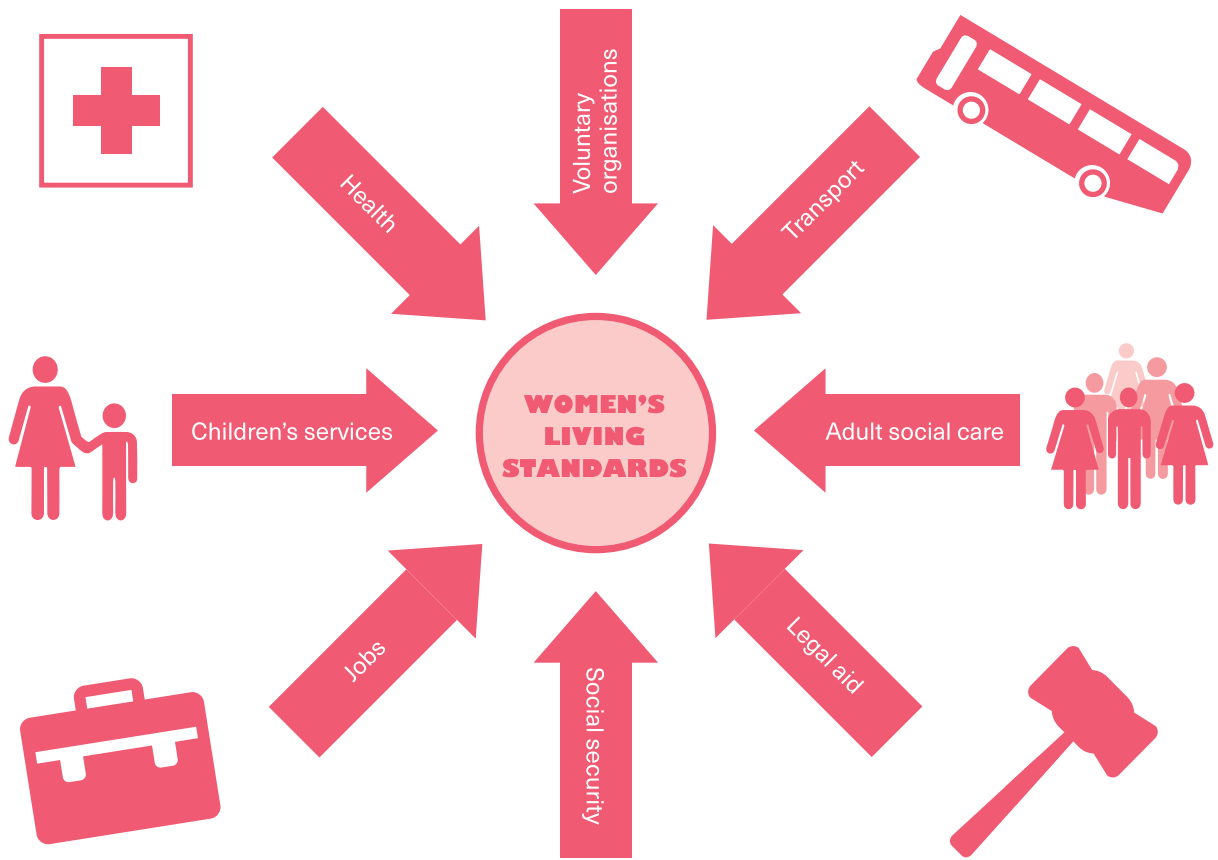 Voluntary
organisations
Health
Transport
WOMEN'S
LIVING
STANDARDS
Children's services
Adult social care
Jobs
Legal aid
Social security